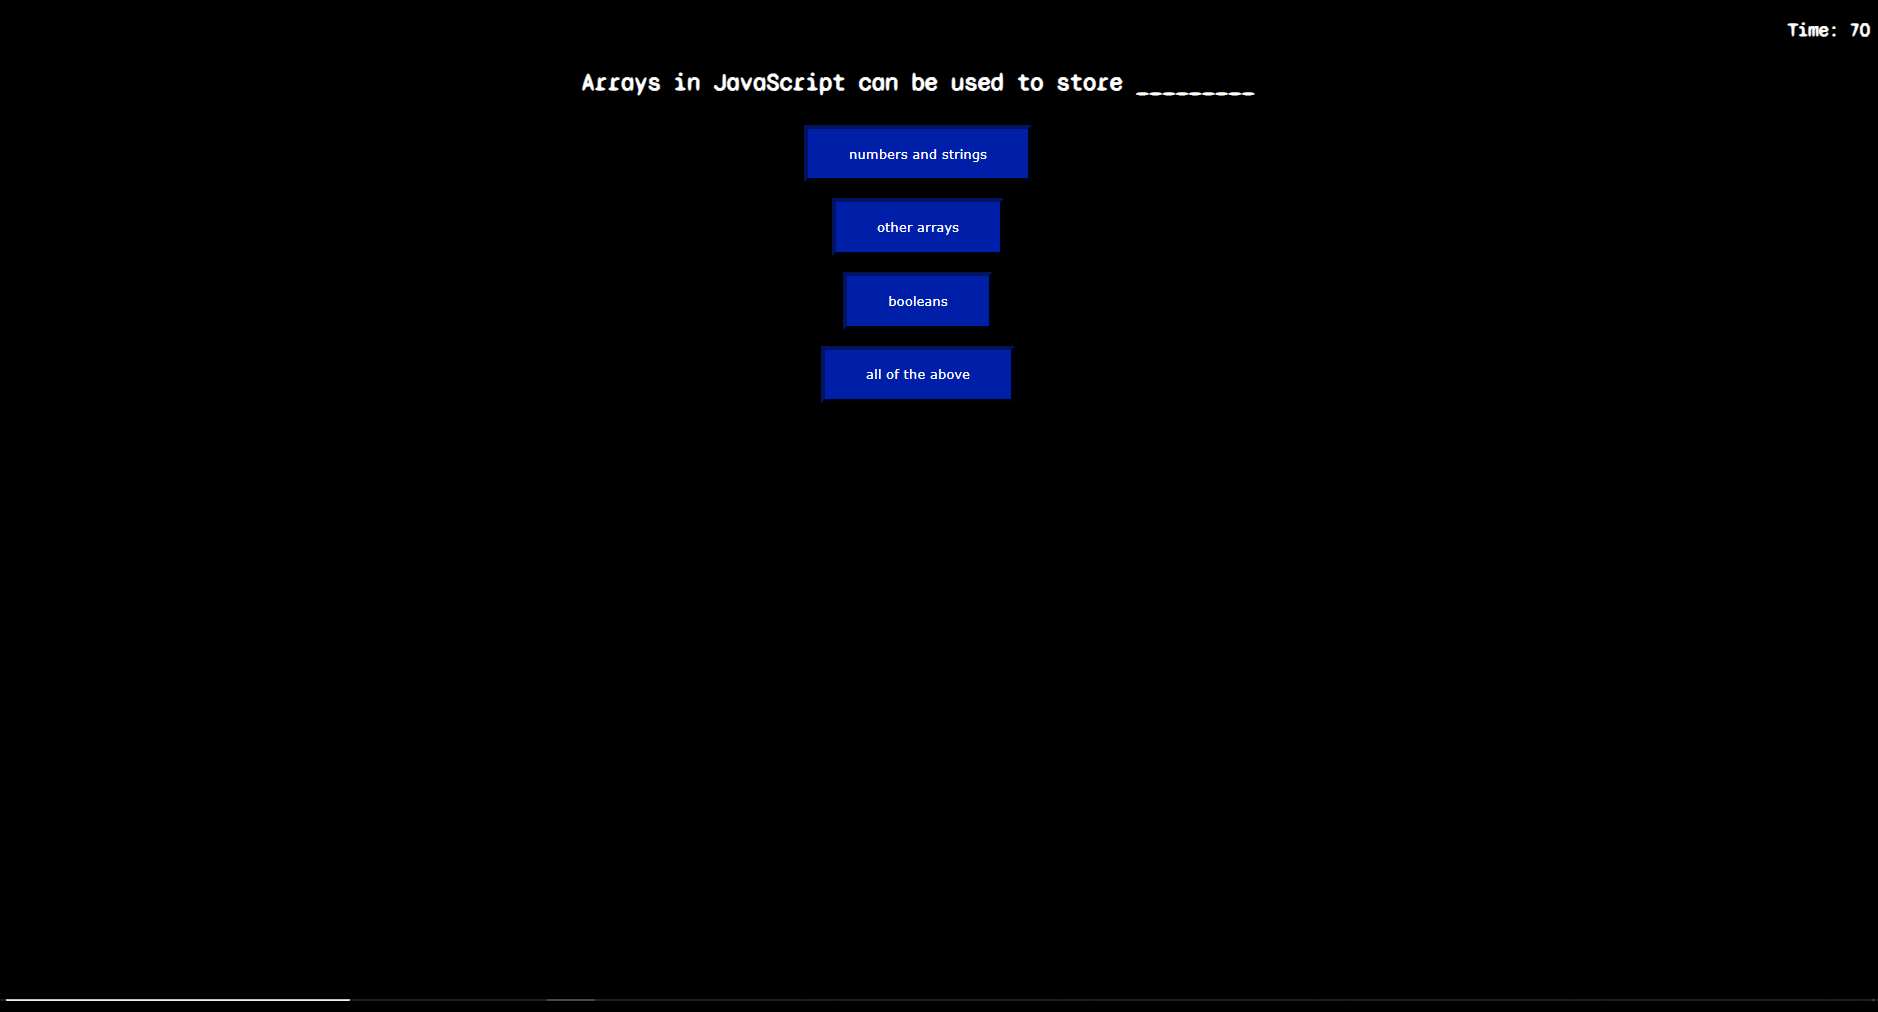 Time: 70
Arrays in JavaScript can be used to store _________
numbers and strings
other arrays
booleans
all of the above